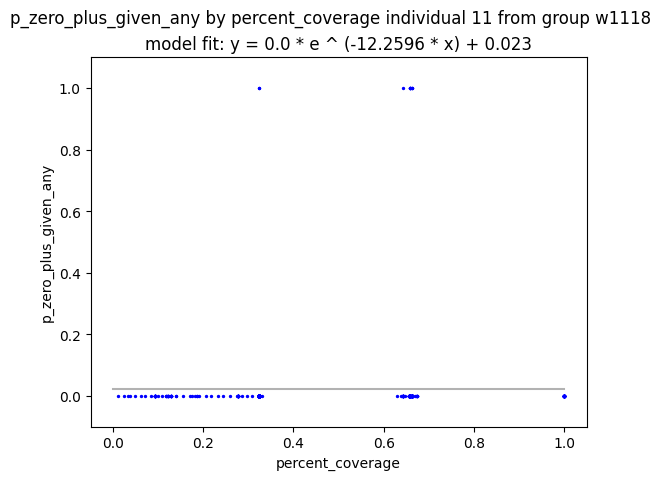 p_zero_plus_given_any by percent_coverage individual 11 from group w1118
model fit: y = 0.0 * e ^ (-12.2596 * x) + 0.023
p_zero_plus_given_any
1.0
0.8
0.6
0.4
0.2
0.0
0.0 0.2 0.4 0.6 0.8 1.0
percent_coverage